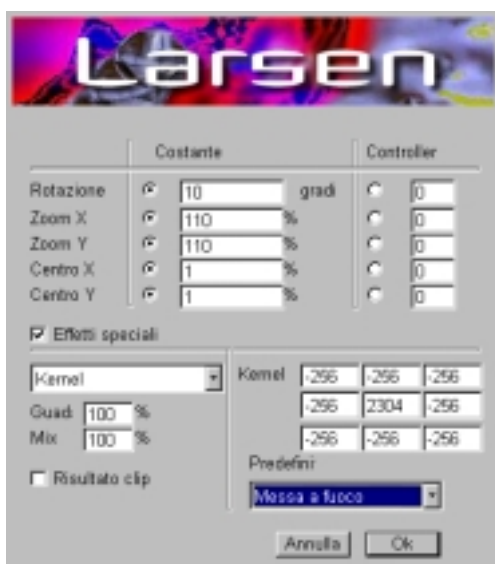 Larsen
Costante Controller
Rotazione 10 gradi 0
Zoom X 110 % 0
Zoom Y 110 % 0
Centro X 1 % 0
Centro Y 1 % 0
Effetti speciali
Kernel Kernel -256 -256 -256
Guad: 100 % -256 2304 -256
Mix 100 % -256 -256 -256
Predefini
Risultato clip
Messa a fuoco
Annulla Ok